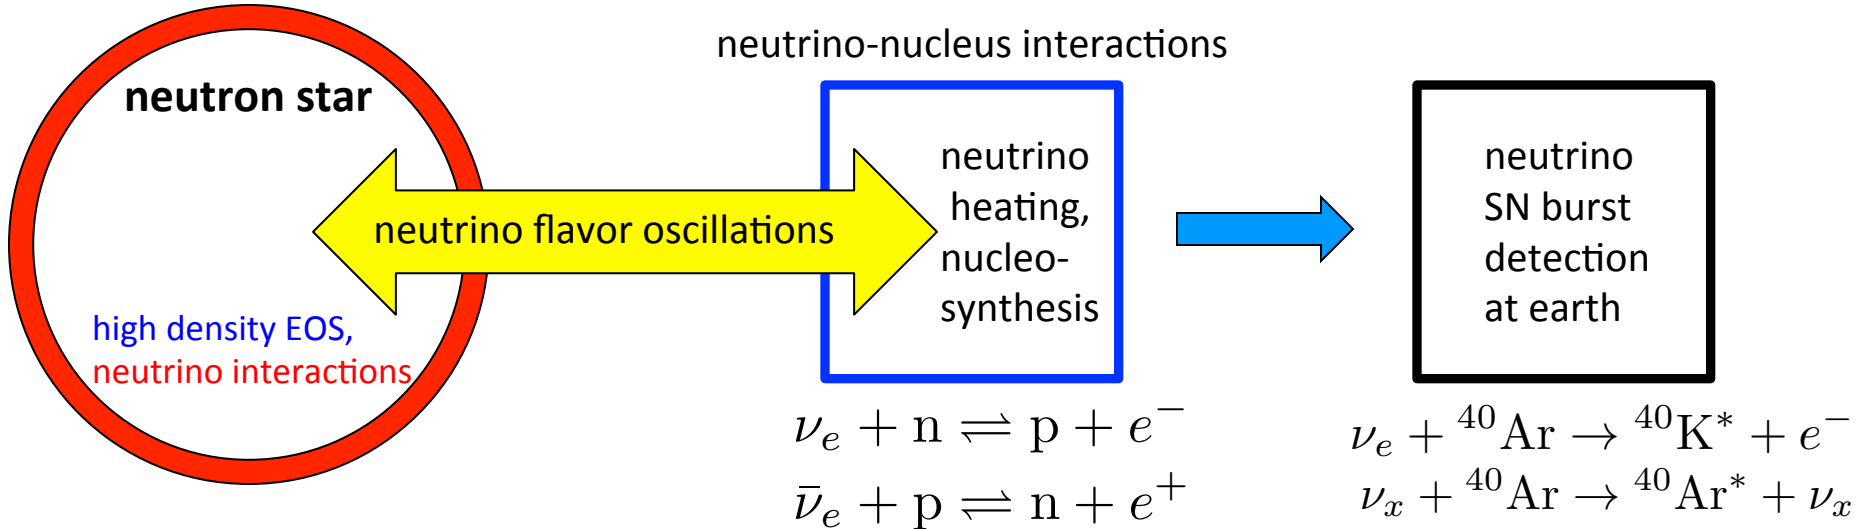 neutrino-nucleus interactions
neutron star
neutrino flavor oscillations
high density EOS,
neutrino interactions
neutrino
heating,
nucleo-
synthesis
νₑ + n ⇌ p + e⁻
ν̄ₑ + p ⇌ n + e⁺
neutrino
SN burst
detection
at earth
νₑ + ⁴⁰Ar → ⁴⁰K* + e⁻
νₓ + ⁴⁰Ar → ⁴⁰Ar* + νₓ